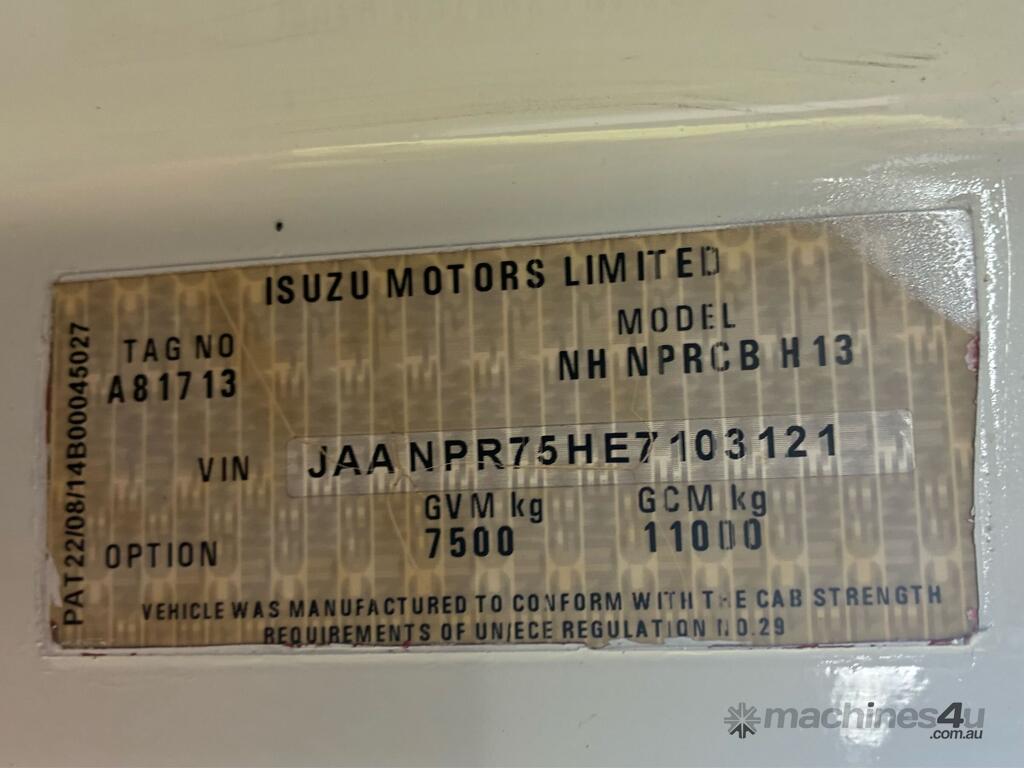 ISUZU MOTORS LIMITED
TAG NO
A81713
MODEL
NH NPRCB H13
VIN JAANPR75HE7103121
GVM kg GCM kg
OPTION 7500 11000
VEHICLE WAS MANUFACTURED TO CONFORM WITH THE CAB STRENGTH
REQUIREMENTS OF UN/ECE REGULATION NO.29
PAT22/08/14B00045027
machines4u
.com.au